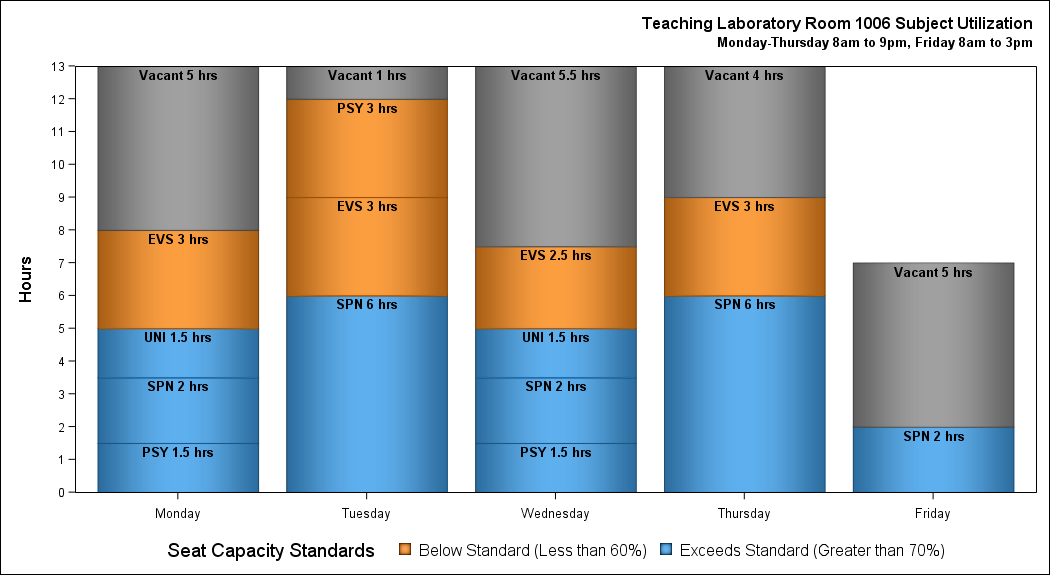 Teaching Laboratory Room 1006 Subject Utilization
Monday-Thursday 8am to 9pm, Friday 8am to 3pm
Hours
13
12
11
10
9
8
7
6
5
4
3
2
1
0
Vacant 5 hrs
EVS 3 hrs
UNI 1.5 hrs
SPN 2 hrs
PSY 1.5 hrs
Vacant 1 hrs
PSY 3 hrs
EVS 3 hrs
SPN 6 hrs
Vacant 5.5 hrs
EVS 2.5 hrs
UNI 1.5 hrs
SPN 2 hrs
PSY 1.5 hrs
Vacant 4 hrs
EVS 3 hrs
SPN 6 hrs
Vacant 5 hrs
SPN 2 hrs
Monday Tuesday Wednesday Thursday Friday
Seat Capacity Standards Below Standard (Less than 60%) Exceeds Standard (Greater than 70%)